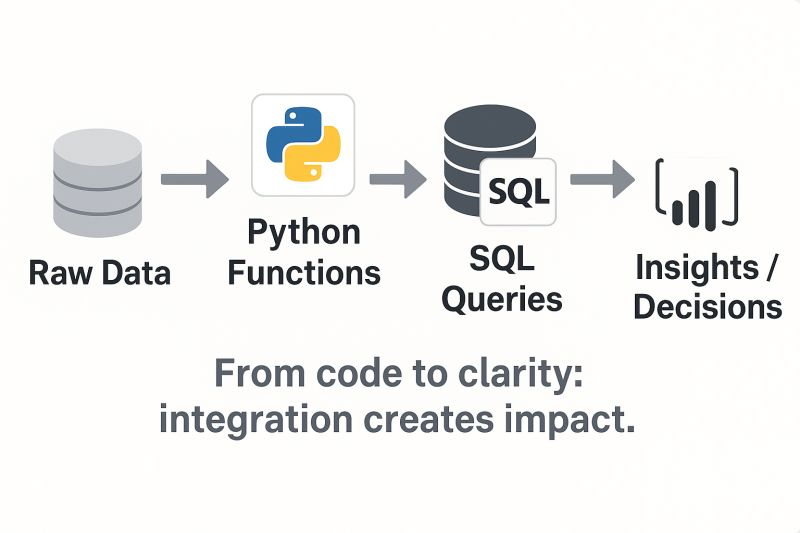 SQL
Raw Data
Python
Functions
SQL
Queries
Insights /
Decisions
From code to clarity:
integration creates impact.